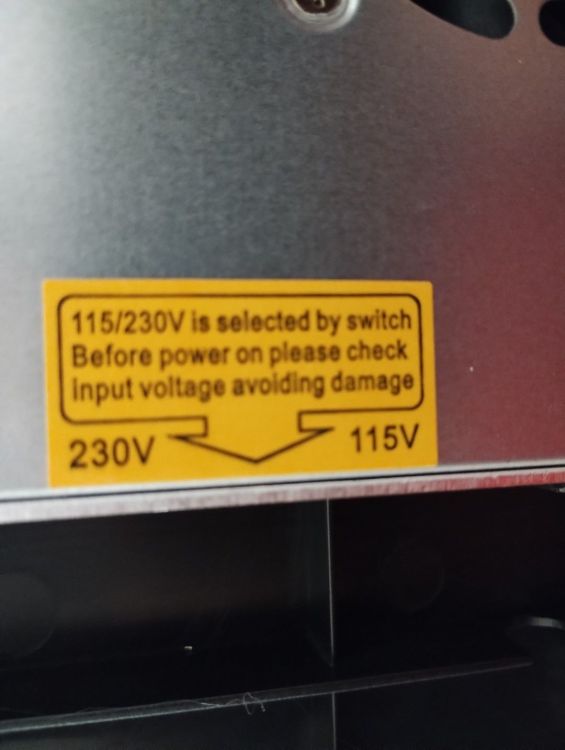 115/230V is selected by switch
Before power on please check
input voltage avoiding damage
230V 115V